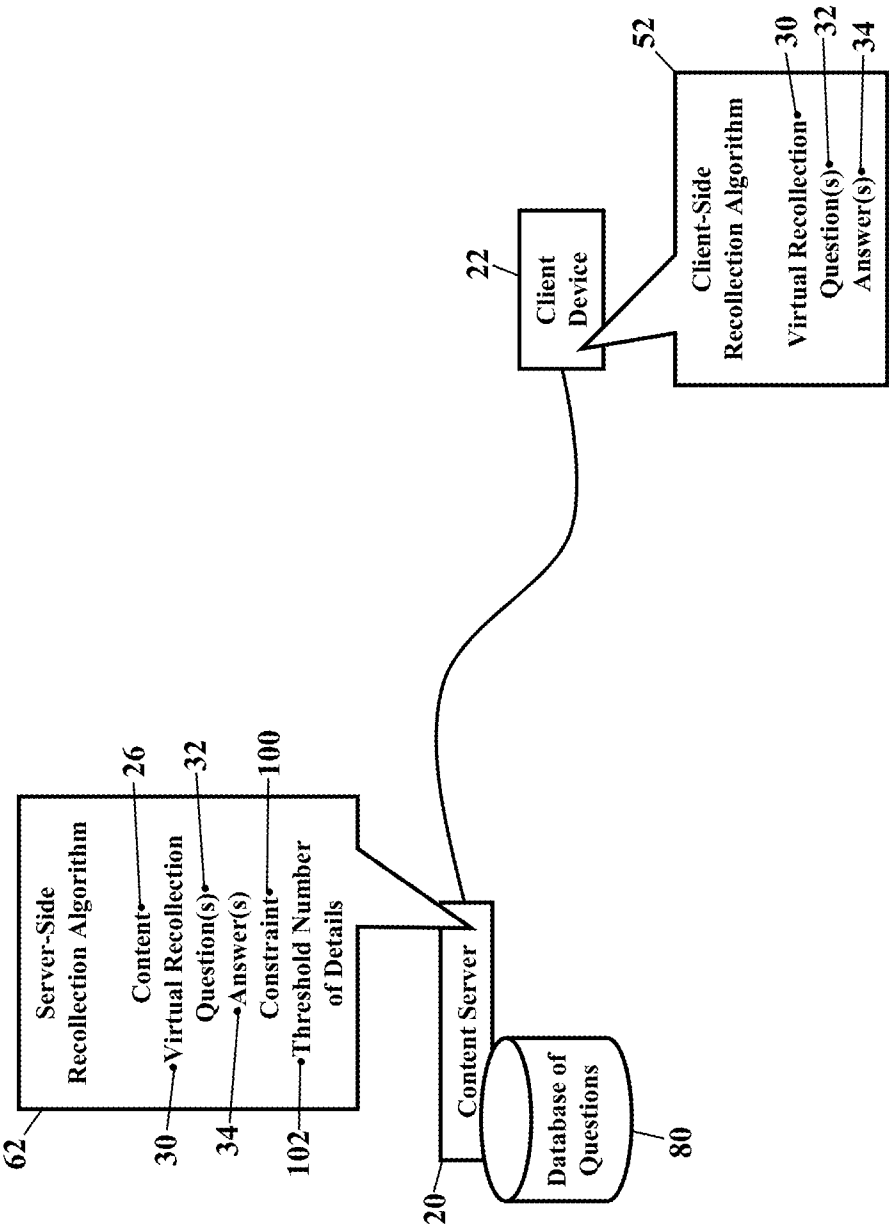 62
Server-Side
Recollection Algorithm
Content
26
30
Virtual Recollection
Question(s)
32
34
Answer(s)
Constraint
100
102
Threshold Number
of Details
20
Content Server
Database of
Questions
80
22
Client
Device
52
Client-Side
Recollection Algorithm
Virtual Recollection
30
Question(s)
32
Answer(s)
34